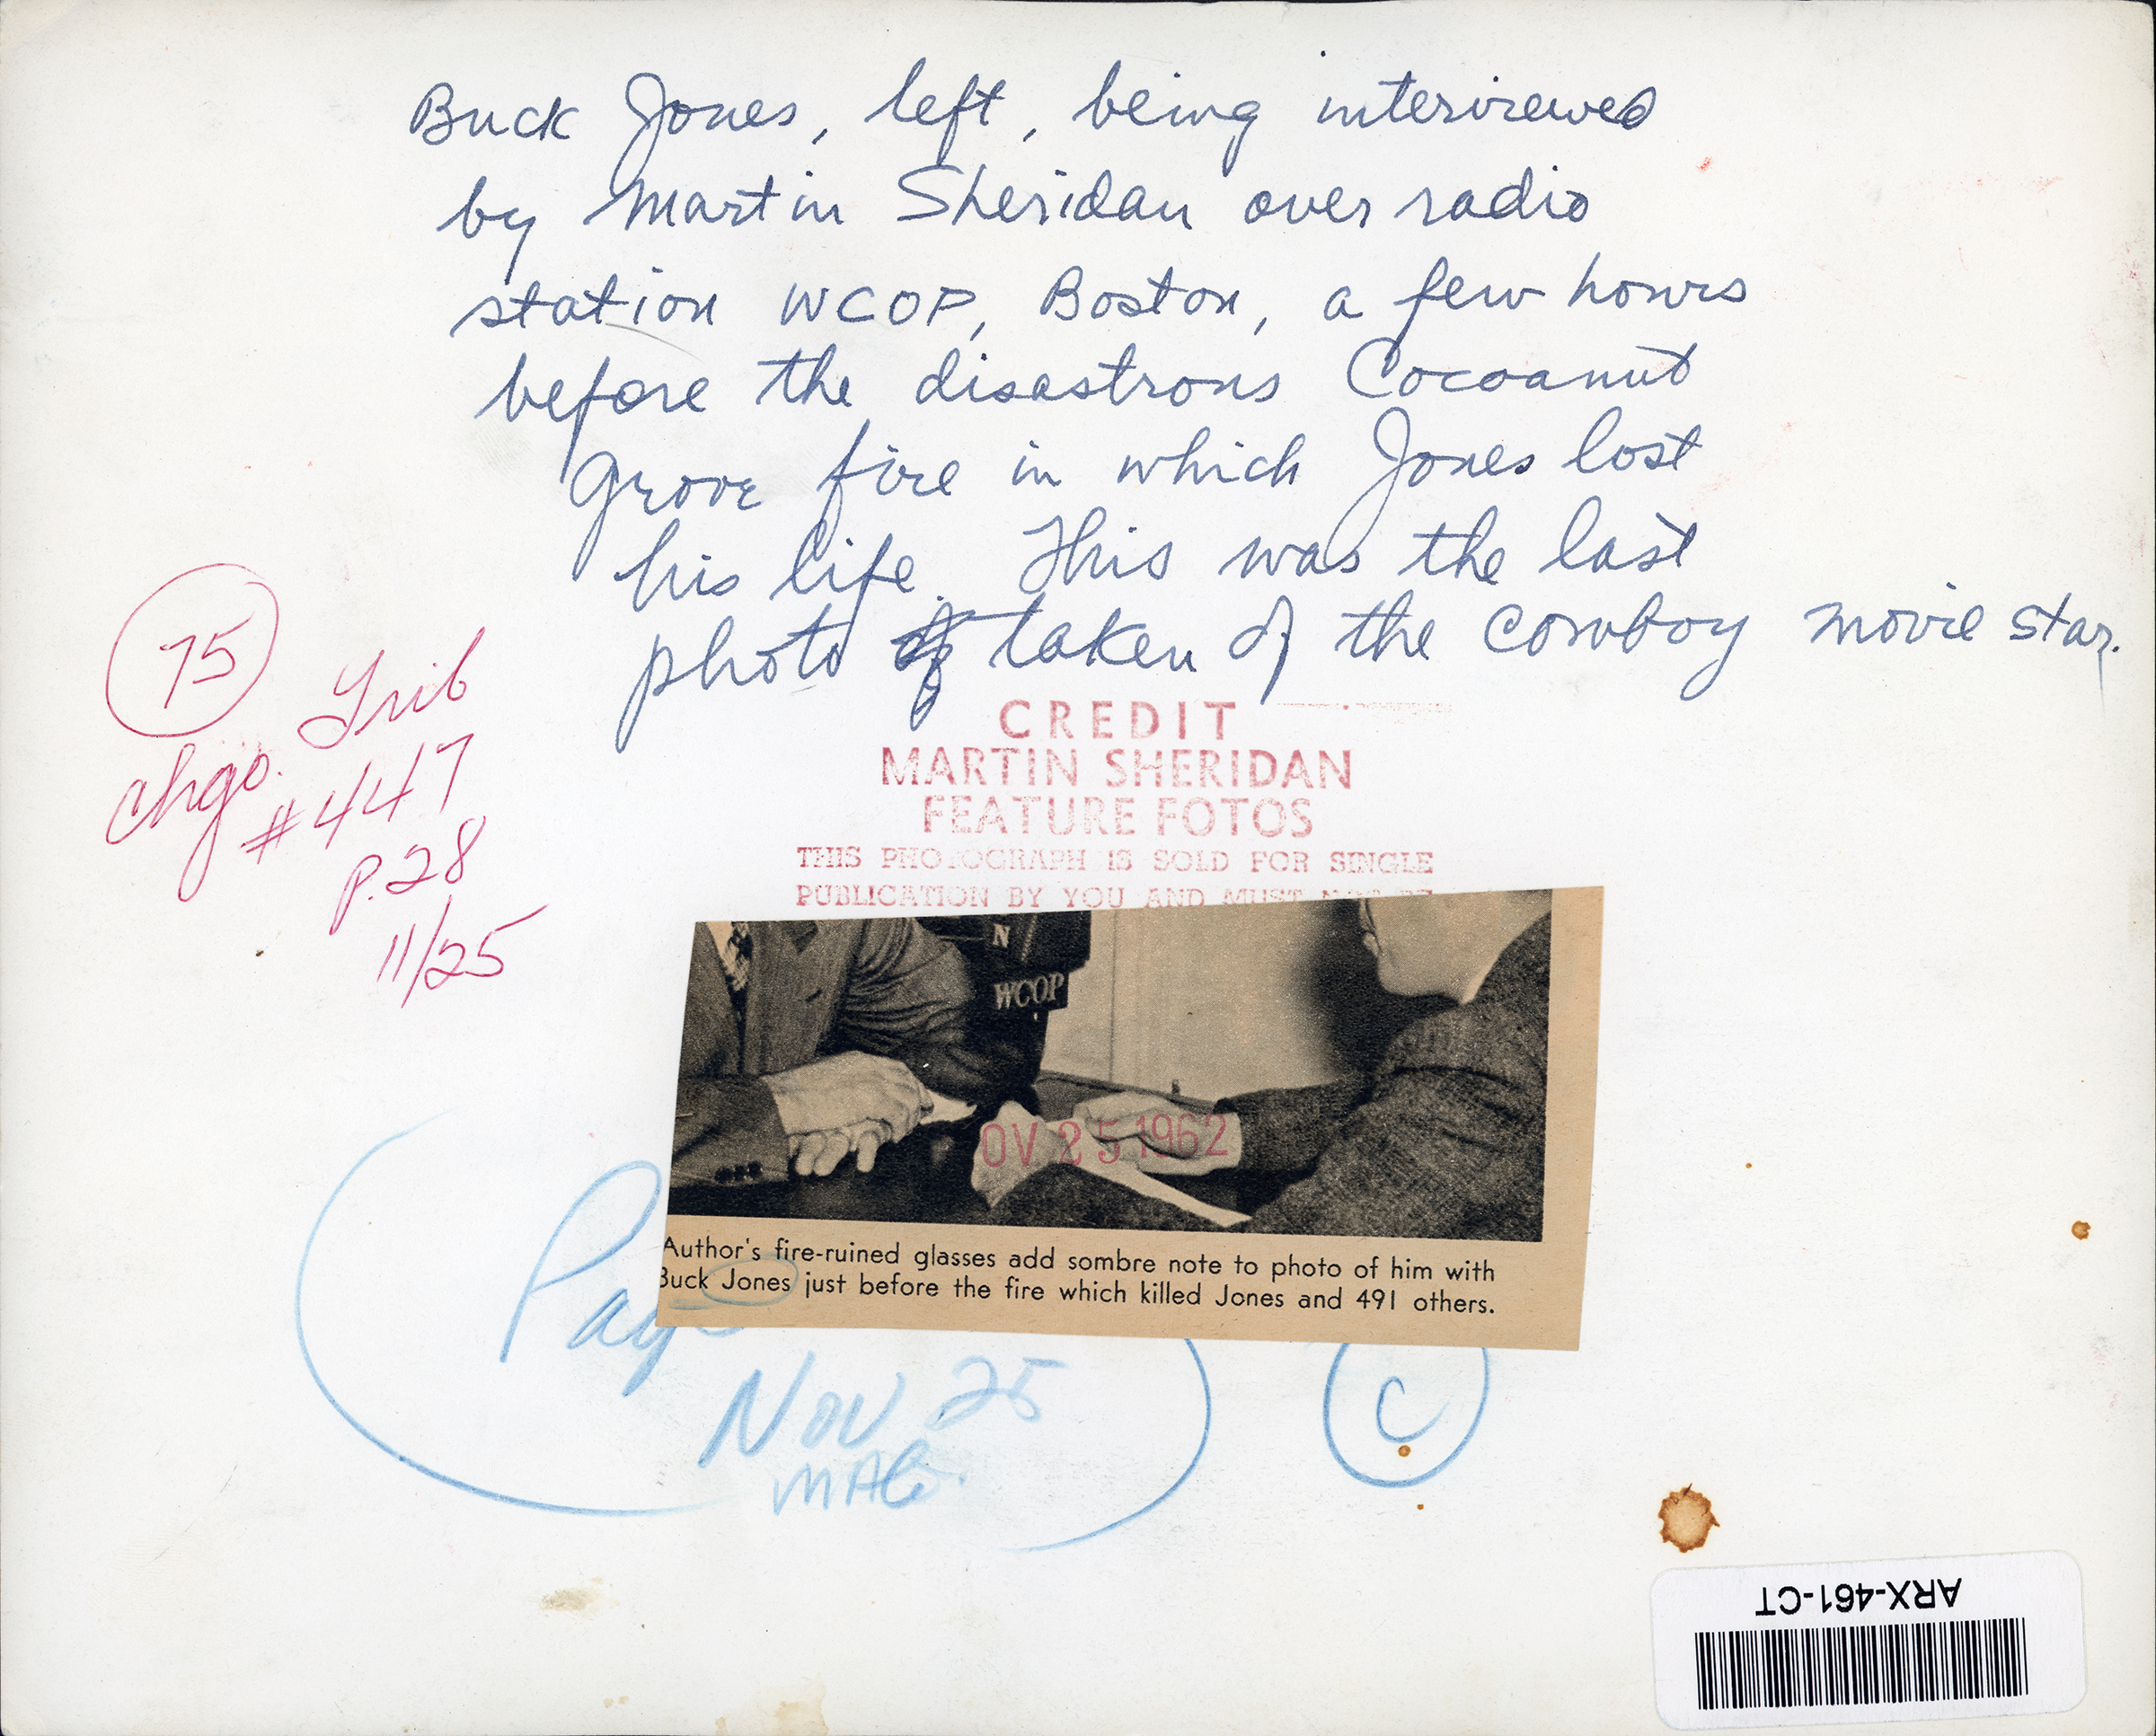 Buck Jones, left, being interviewed
by Martin Sheridan over radio
station WCOP, Boston, a few hours
before the disastrous Cocoanut
Grove fire in which Jones lost
his life. This was the last
photo of taken of the cowboy movie star.
75
Chgo. Trib
#447
P.28
11/25
CREDIT
MARTIN SHERIDAN
FEATURE FOTOS
THIS PHOTOGRAPH IS SOLD FOR SINGLE
PUBLICATION BY YOU AND MUST NOT BE
N
WCOP
OV 25 1962
Author's fire-ruined glasses add sombre note to photo of him with
Buck Jones just before the fire which killed Jones and 491 others.
Pag
NOV 25
MAG.
C
ARX-461-CT